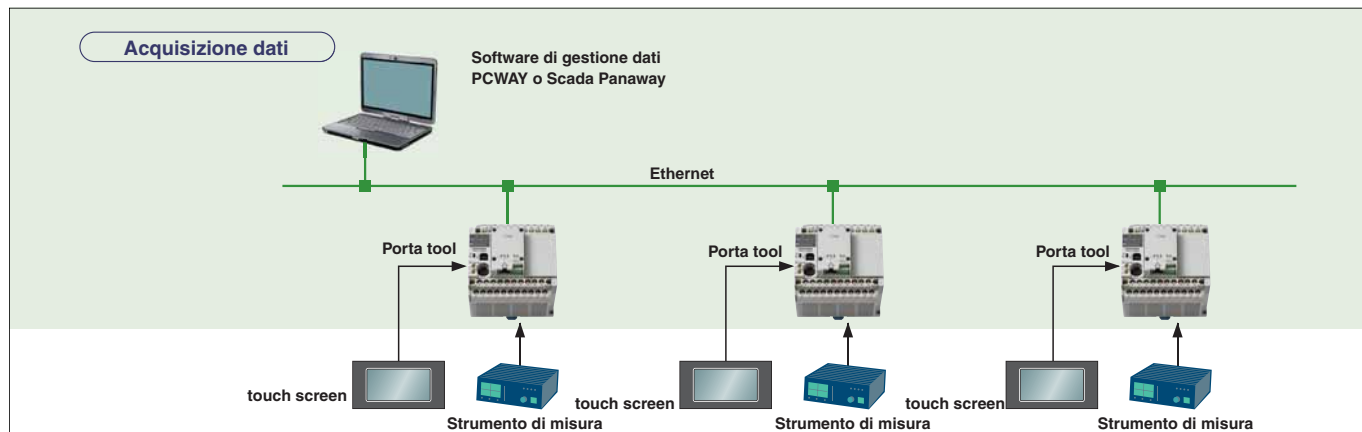 Acquisizione dati
Software di gestione dati
PCWAY o Scada Panaway
Ethernet
Porta tool
Porta tool
Porta tool
touch screen
Strumento di misura
touch screen
Strumento di misura
touch screen
Strumento di misura